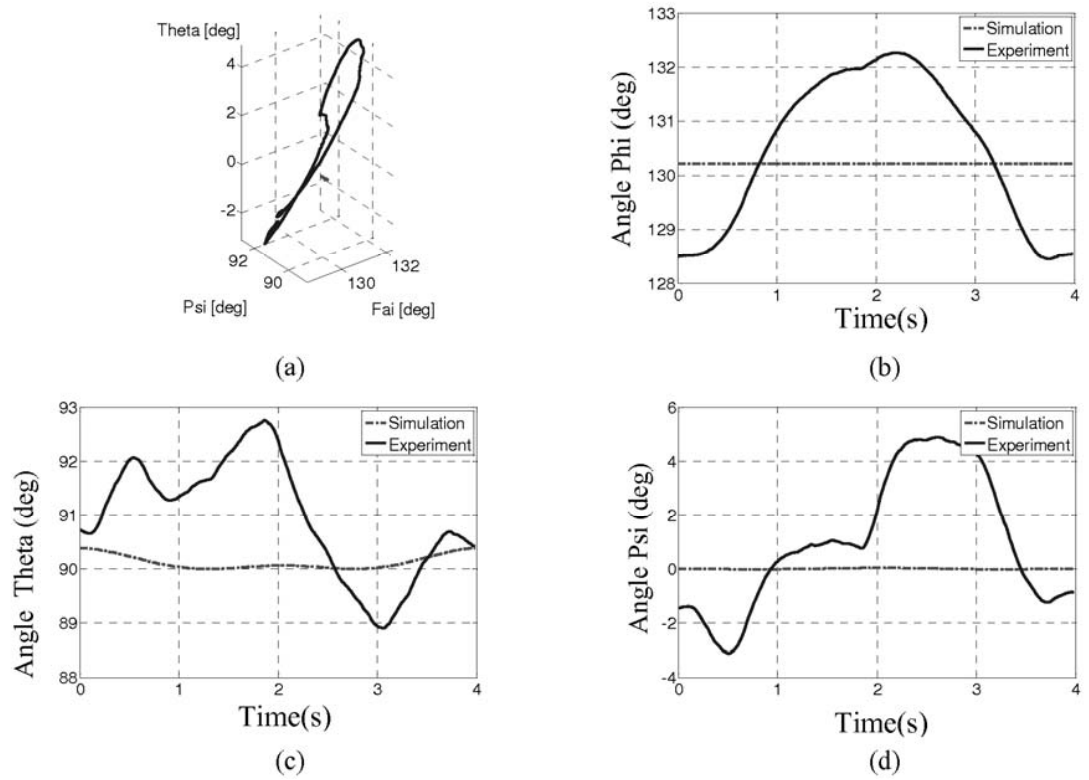 Theta [deg]
4
2
0
-2
92
90
130
132
Psi [deg]
Fai [deg]
(a)
133
132
131
130
129
128
0
1
2
3
4
Angle Phi (deg)
Time(s)
Simulation
Experiment
(b)
93
92
91
90
89
88
0
1
2
3
4
Angle Theta (deg)
Time(s)
Simulation
Experiment
(c)
6
4
2
0
-2
-4
0
1
2
3
4
Angle Psi (deg)
Time(s)
Simulation
Experiment
(d)